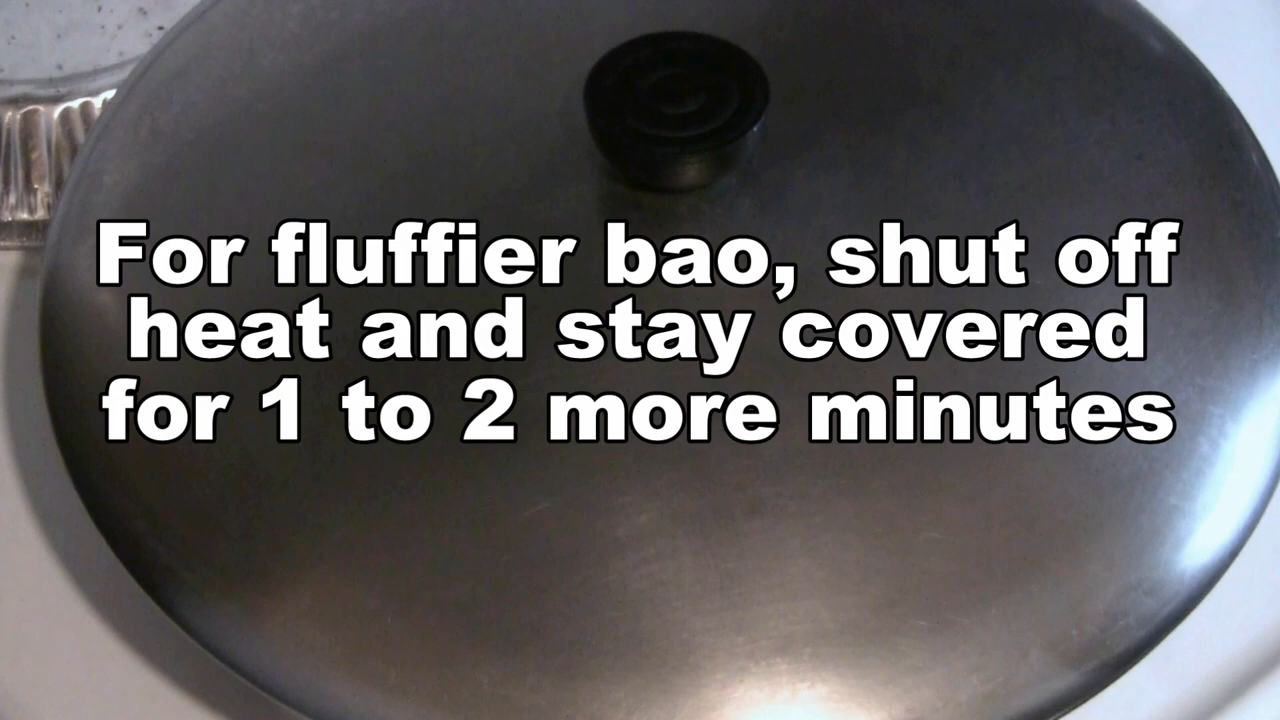 For fluffier bao, shut off
heat and stay covered
for 1 to 2 more minutes